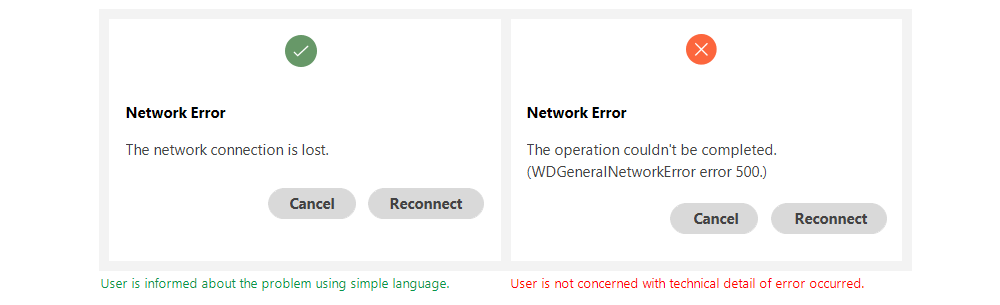 Network Error
The network connection is lost.
Cancel
Reconnect
User is informed about the problem using simple language.
Network Error
The operation couldn't be completed.
(WDGeneralNetworkError error 500.)
Cancel
Reconnect
User is not concerned with technical detail of error occurred.